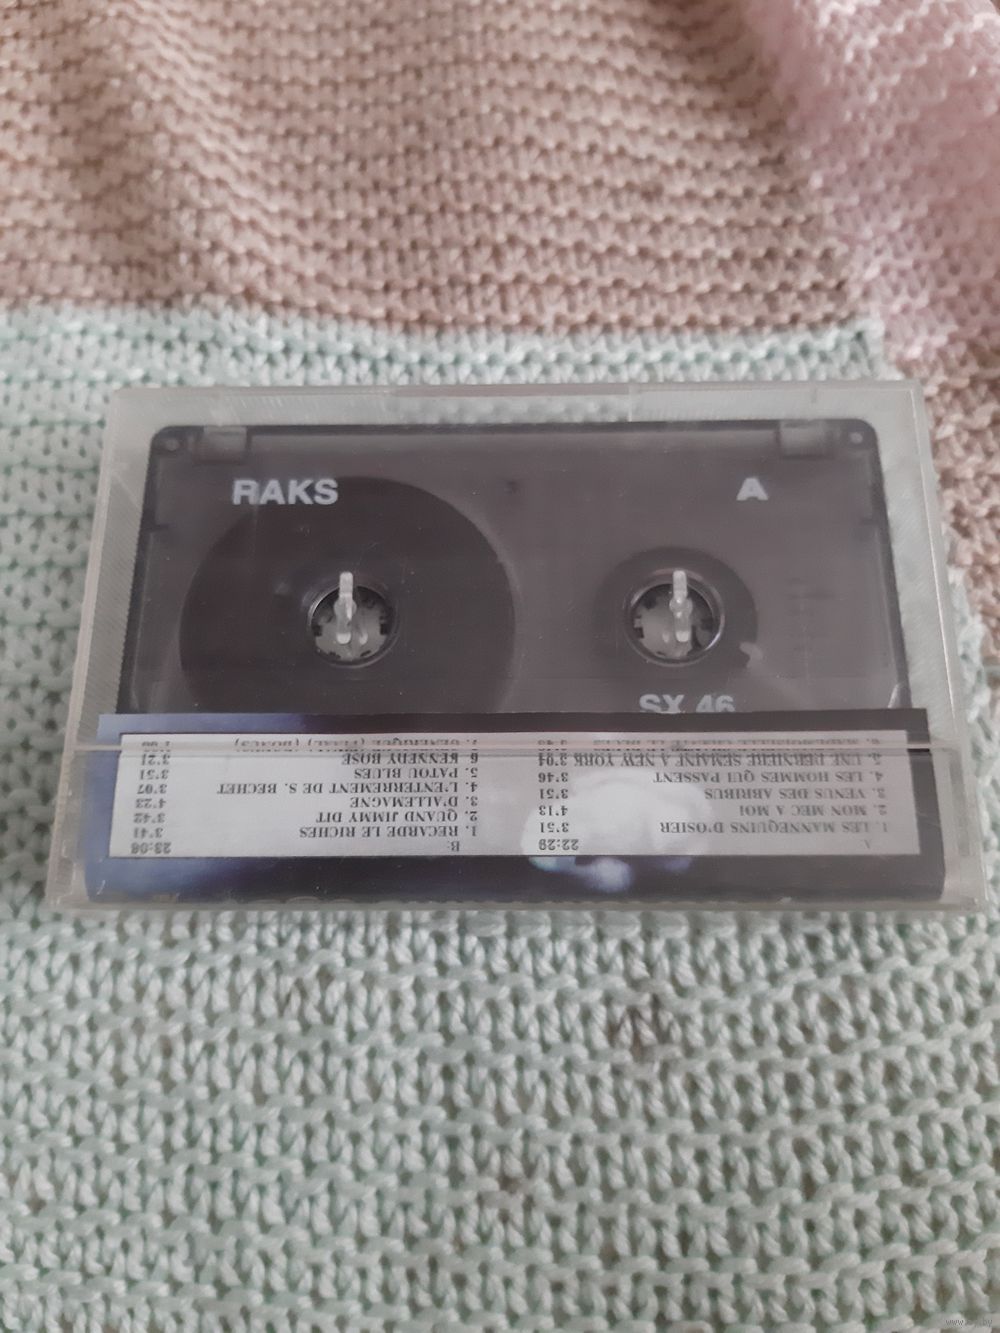 RAKS
A
SX 46
A: 22:29
1. LES MANNEQUINS D'OSIER 3'51
2. MON MEC A MOI 4'13
3. VENUS DES ABRIBUS 3'51
4. LES HOMMES QUI PASSENT 3'46
5. UNE DERNIERE SEMAINE A NEW YORK 3'04
B: 23:06
1. RECARDE LE RICHES 3'41
2. QUAND JIMMY DIT 3'42
3. D'ALLEMAGNE 4'23
4. L'ENTERREMENT DE S. BECHET 3'07
5. PATOU BLUES 3'51
6. KENNEDY ROSE 3'21